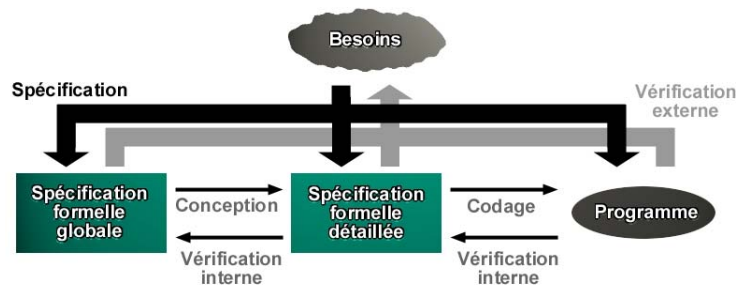 Besoins
Spécification
Vérification
externe
Spécification
formelle
globale
Conception
Vérification
interne
Spécification
formelle
détaillée
Codage
Vérification
interne
Programme